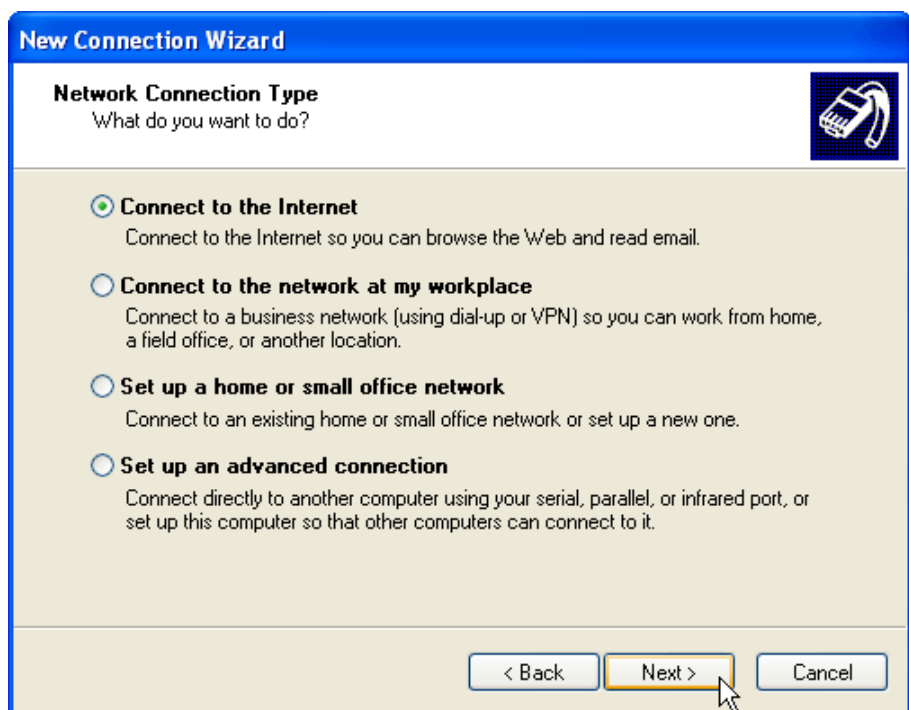 New Connection Wizard
Network Connection Type
What do you want to do?
Connect to the Internet
Connect to the Internet so you can browse the Web and read email.
Connect to the network at my workplace
Connect to a business network (using dial-up or VPN) so you can work from home,
a field office, or another location.
Set up a home or small office network
Connect to an existing home or small office network or set up a new one.
Set up an advanced connection
Connect directly to another computer using your serial, parallel, or infrared port, or
set up this computer so that other computers can connect to it.
< Back Next > Cancel